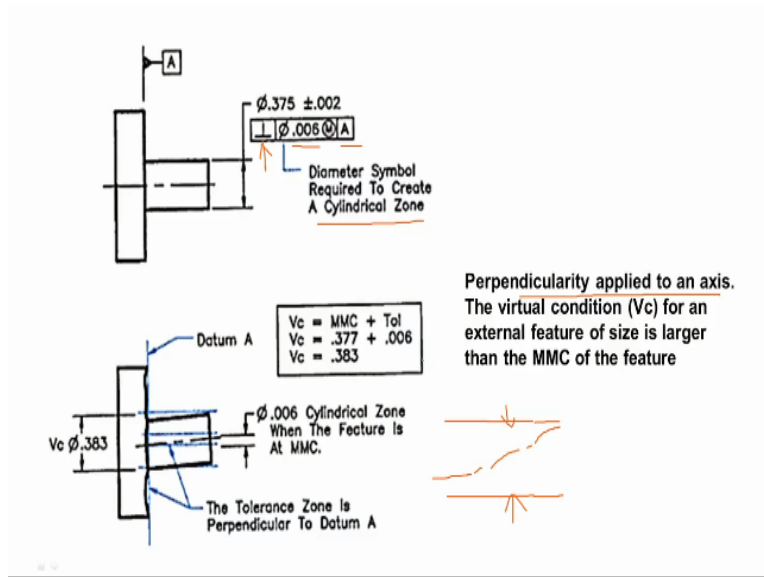 A
Ø.375 ±.002
⊥ Ø.006 Ⓜ A
Diameter Symbol
Required To Create
A Cylindrical Zone
Perpendicularity applied to an axis.
The virtual condition (Vc) for an
external feature of size is larger
than the MMC of the feature
Vc = MMC + Tol
Vc = .377 + .006
Vc = .383
Datum A
Ø.006 Cylindrical Zone
When The Feature Is
At MMC.
Vc Ø.383
The Tolerance Zone Is
Perpendicular To Datum A